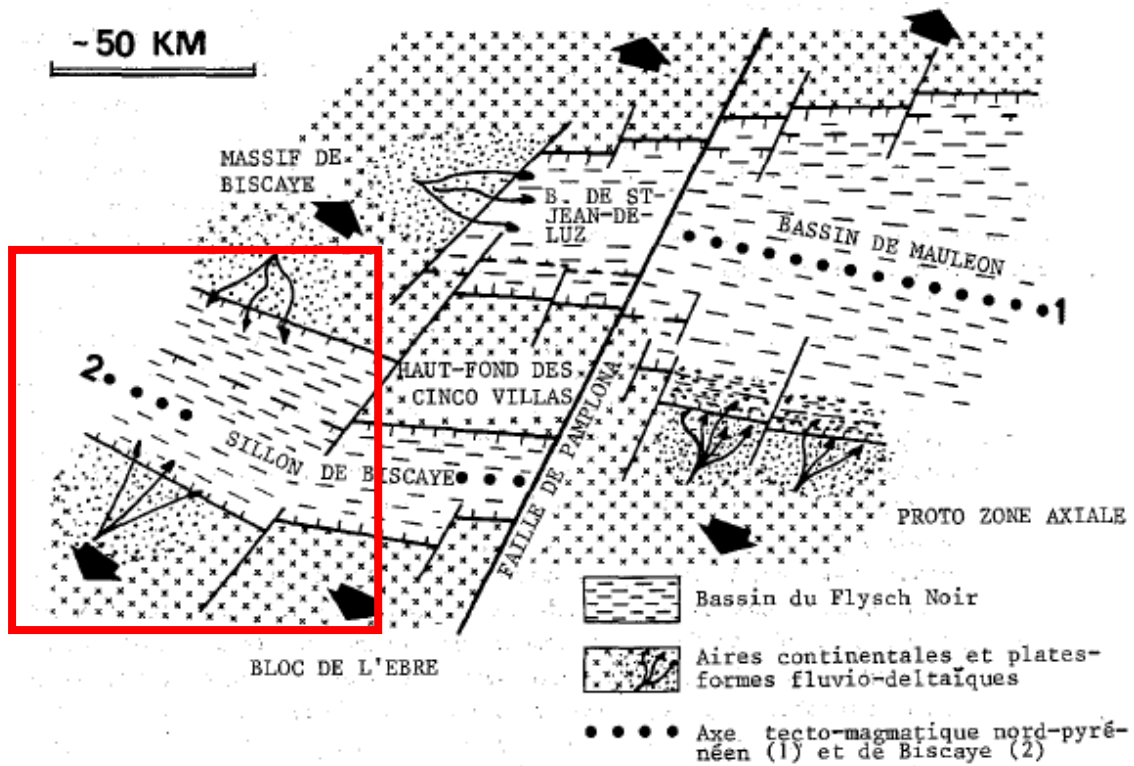 ~50 KM
MASSIF DE
BISCAYE
B. DE ST-
JEAN-DE-
LUZ
BASSIN DE MAULEON
1
2
HAUT-FOND DES
CINCO VILLAS
SILLON DE BISCAYE
FAILLE DE PAMPLONA
PROTO ZONE AXIALE
BLOC DE L'EBRE
Bassin du Flysch Noir
Aires continentales et plates-
formes fluvio-deltaïques
Axe tecto-magmatique nord-pyré-
néen (1) et de Biscaye (2)